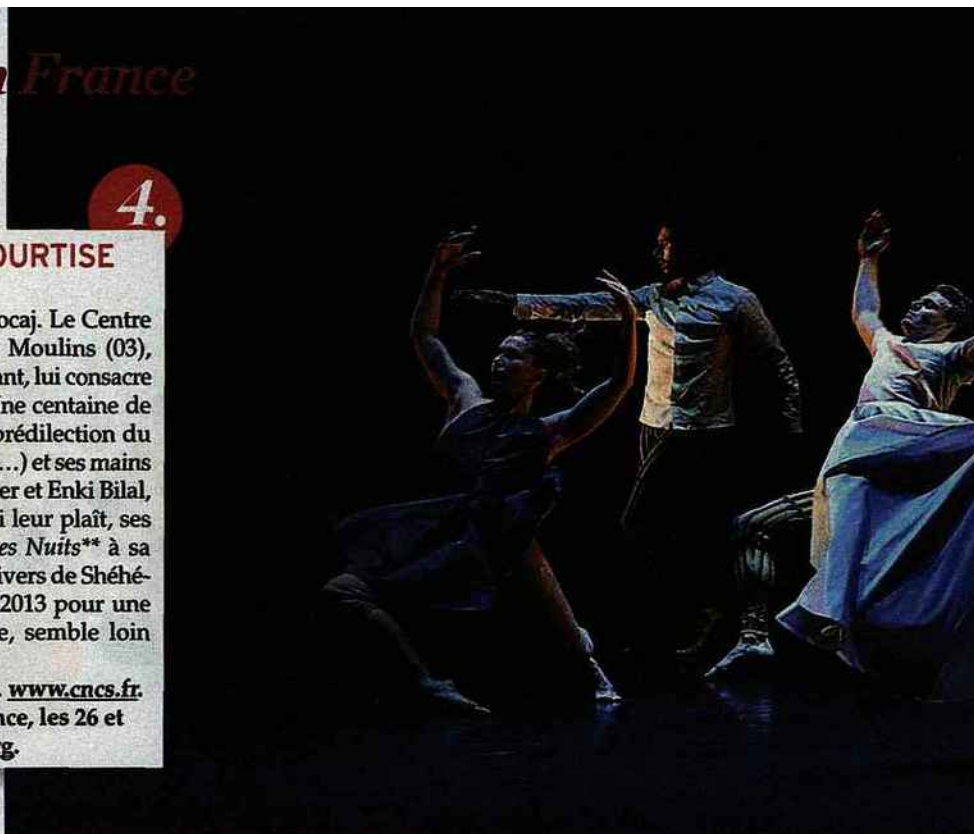 France
4.
OURTISE
ocaj. Le Centre
Moulins (03),
ant, lui consacre
ne centaine de
prédilection du
…) et ses mains
er et Enki Bilal,
i leur plaît, ses
es Nuits** à sa
ivers de Shéhé-
2013 pour une
e, semble loin
www.cncs.fr.
nce, les 26 et
rg.